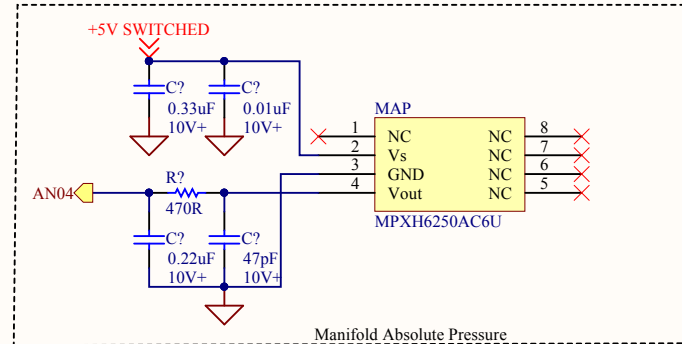 +5V SWITCHED
C?
0.33uF
10V+
C?
0.01uF
10V+
MAP
1 NC NC 8
2 Vs NC 7
3 GND NC 6
4 Vout NC 5
MPXH6250AC6U
AN04
R?
470R
C?
0.22uF
10V+
C?
47pF
10V+
Manifold Absolute Pressure